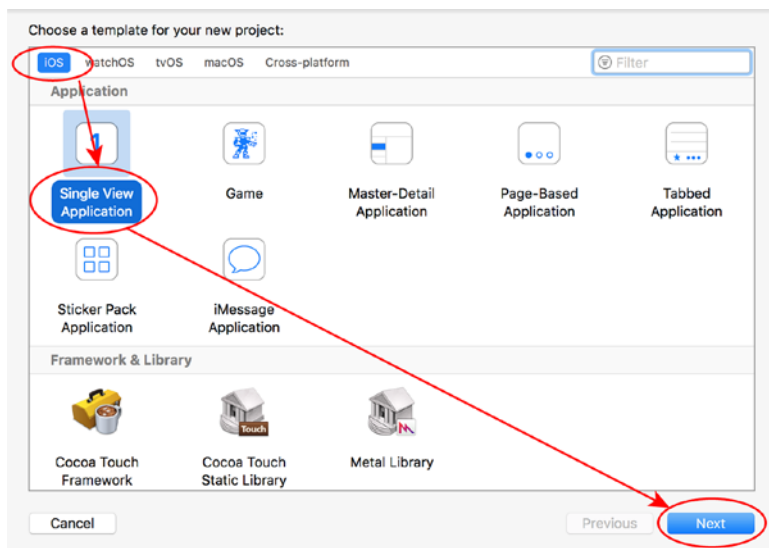 Choose a template for your new project:
iOS watchOS tvOS macOS Cross-platform Filter
Application
1
Single View Application
Game
Master-Detail Application
Page-Based Application
Tabbed Application
Sticker Pack Application
iMessage Application
Framework & Library
Touch
Cocoa Touch Framework
Cocoa Touch Static Library
Metal Library
Cancel Previous Next